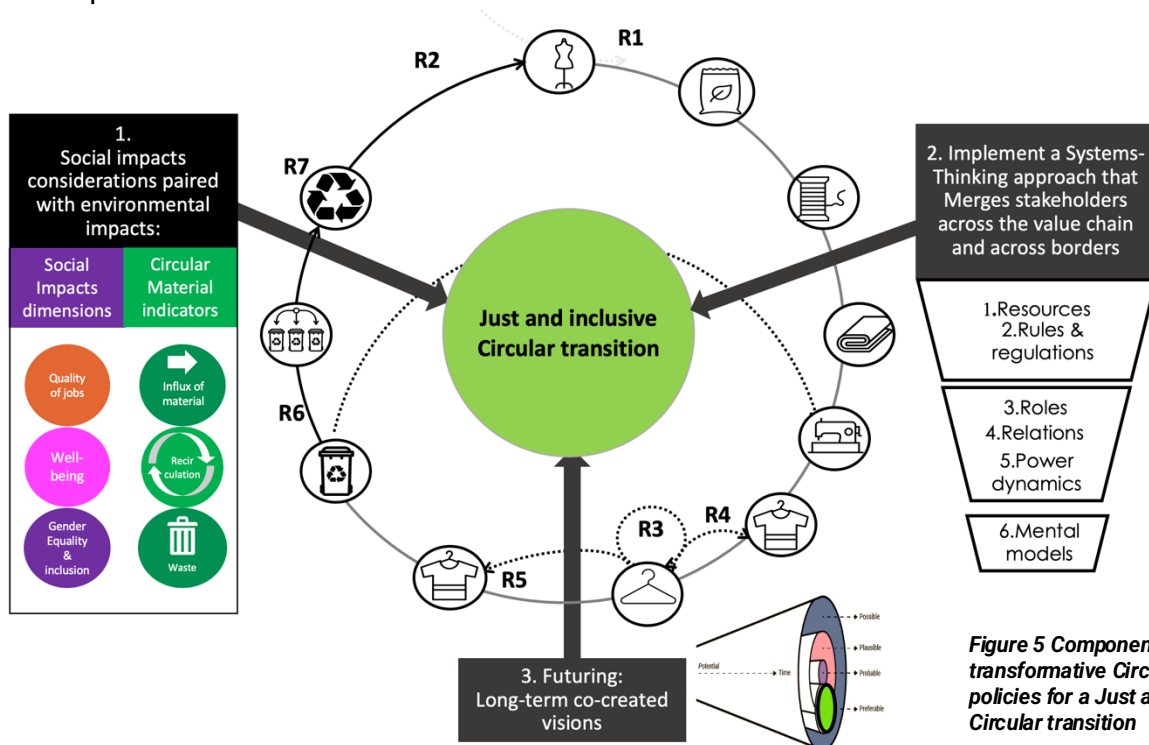 R1
R2
R7
R6
R5
R3
R4
1.
Social impacts
considerations paired
with environmental
impacts:
Social
Impacts
dimensions
Circular
Material
indicators
Quality
of jobs
Influx of
material
Well-
being
Recir
culation
Gender
Equality
&
inclusion
Waste
Just and inclusive
Circular transition
2. Implement a Systems-
Thinking approach that
Merges stakeholders
across the value chain
and across borders
1.Resources
2.Rules &
regulations
3.Roles
4.Relations
5.Power
dynamics
6.Mental
models
3. Futuring:
Long-term co-created
visions
Potential
Time
Possible
Plausible
Probable
Preferable
Figure 5 Componen
transformative Circu
policies for a Just a
Circular transition